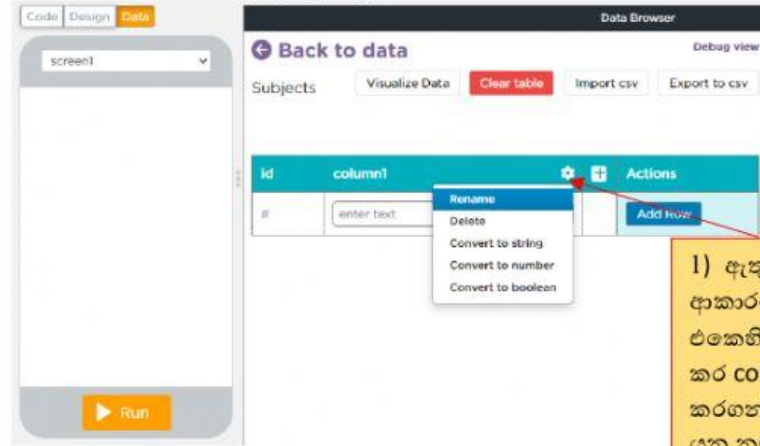 Code Design Data
Data Browser
screen1
Back to data
Debug view
Subjects
Visualize Data
Clear table
Import csv
Export to csv
id
column1
Actions
#
enter text
Add Row
Rename
Delete
Convert to string
Convert to number
Convert to boolean
Run
1)
එකෙහි
කර co
කරගන
යන